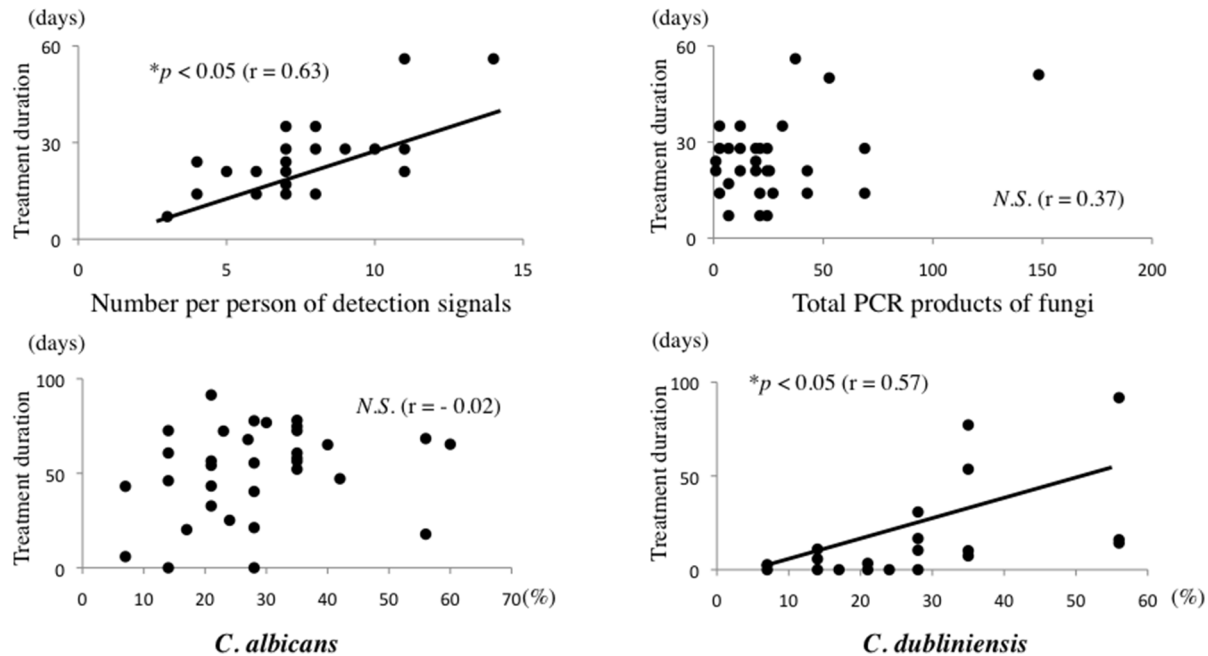 (days)
60
30
0
Treatment duration
*p < 0.05 (r = 0.63)
0 5 10 15
Number per person of detection signals
(days)
60
30
0
Treatment duration
N.S. (r = 0.37)
0 50 100 150 200
Total PCR products of fungi
(days)
100
50
0
Treatment duration
N.S. (r = - 0.02)
0 10 20 30 40 50 60 70(%)
C. albicans
(days)
100
50
0
Treatment duration
*p < 0.05 (r = 0.57)
0 10 20 30 40 50 60 (%)
C. dubliniensis